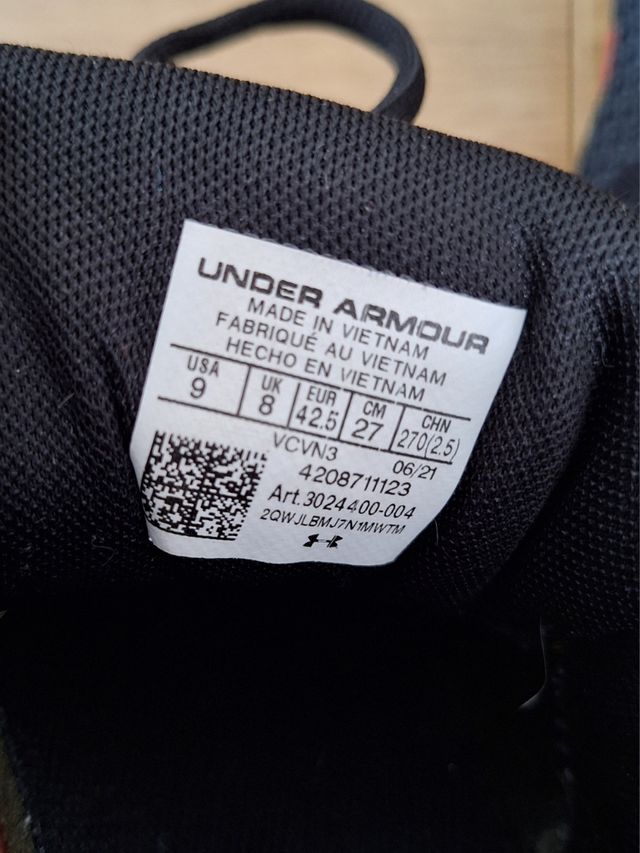 UNDER ARMOUR
MADE IN VIETNAM
FABRIQUÉ AU VIETNAM
HECHO EN VIETNAM
USA UK EUR CM CHN
9 8 42.5 27 270(2.5)
VCVN3 06/21
4208711123
Art.3024400-004
2QWJLBMJ7N1MWTM